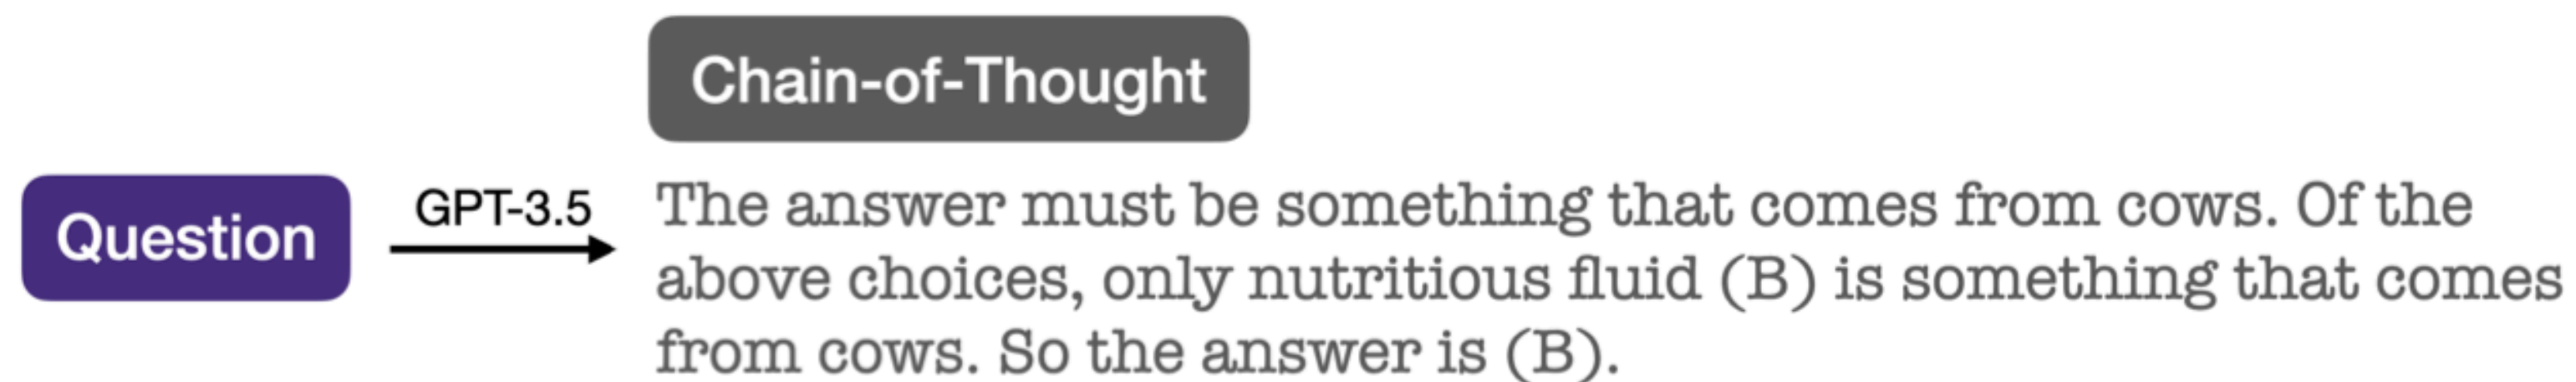 Chain-of-Thought
Question
GPT-3.5
The answer must be something that comes from cows. Of the
above choices, only nutritious fluid (B) is something that comes
from cows. So the answer is (B).